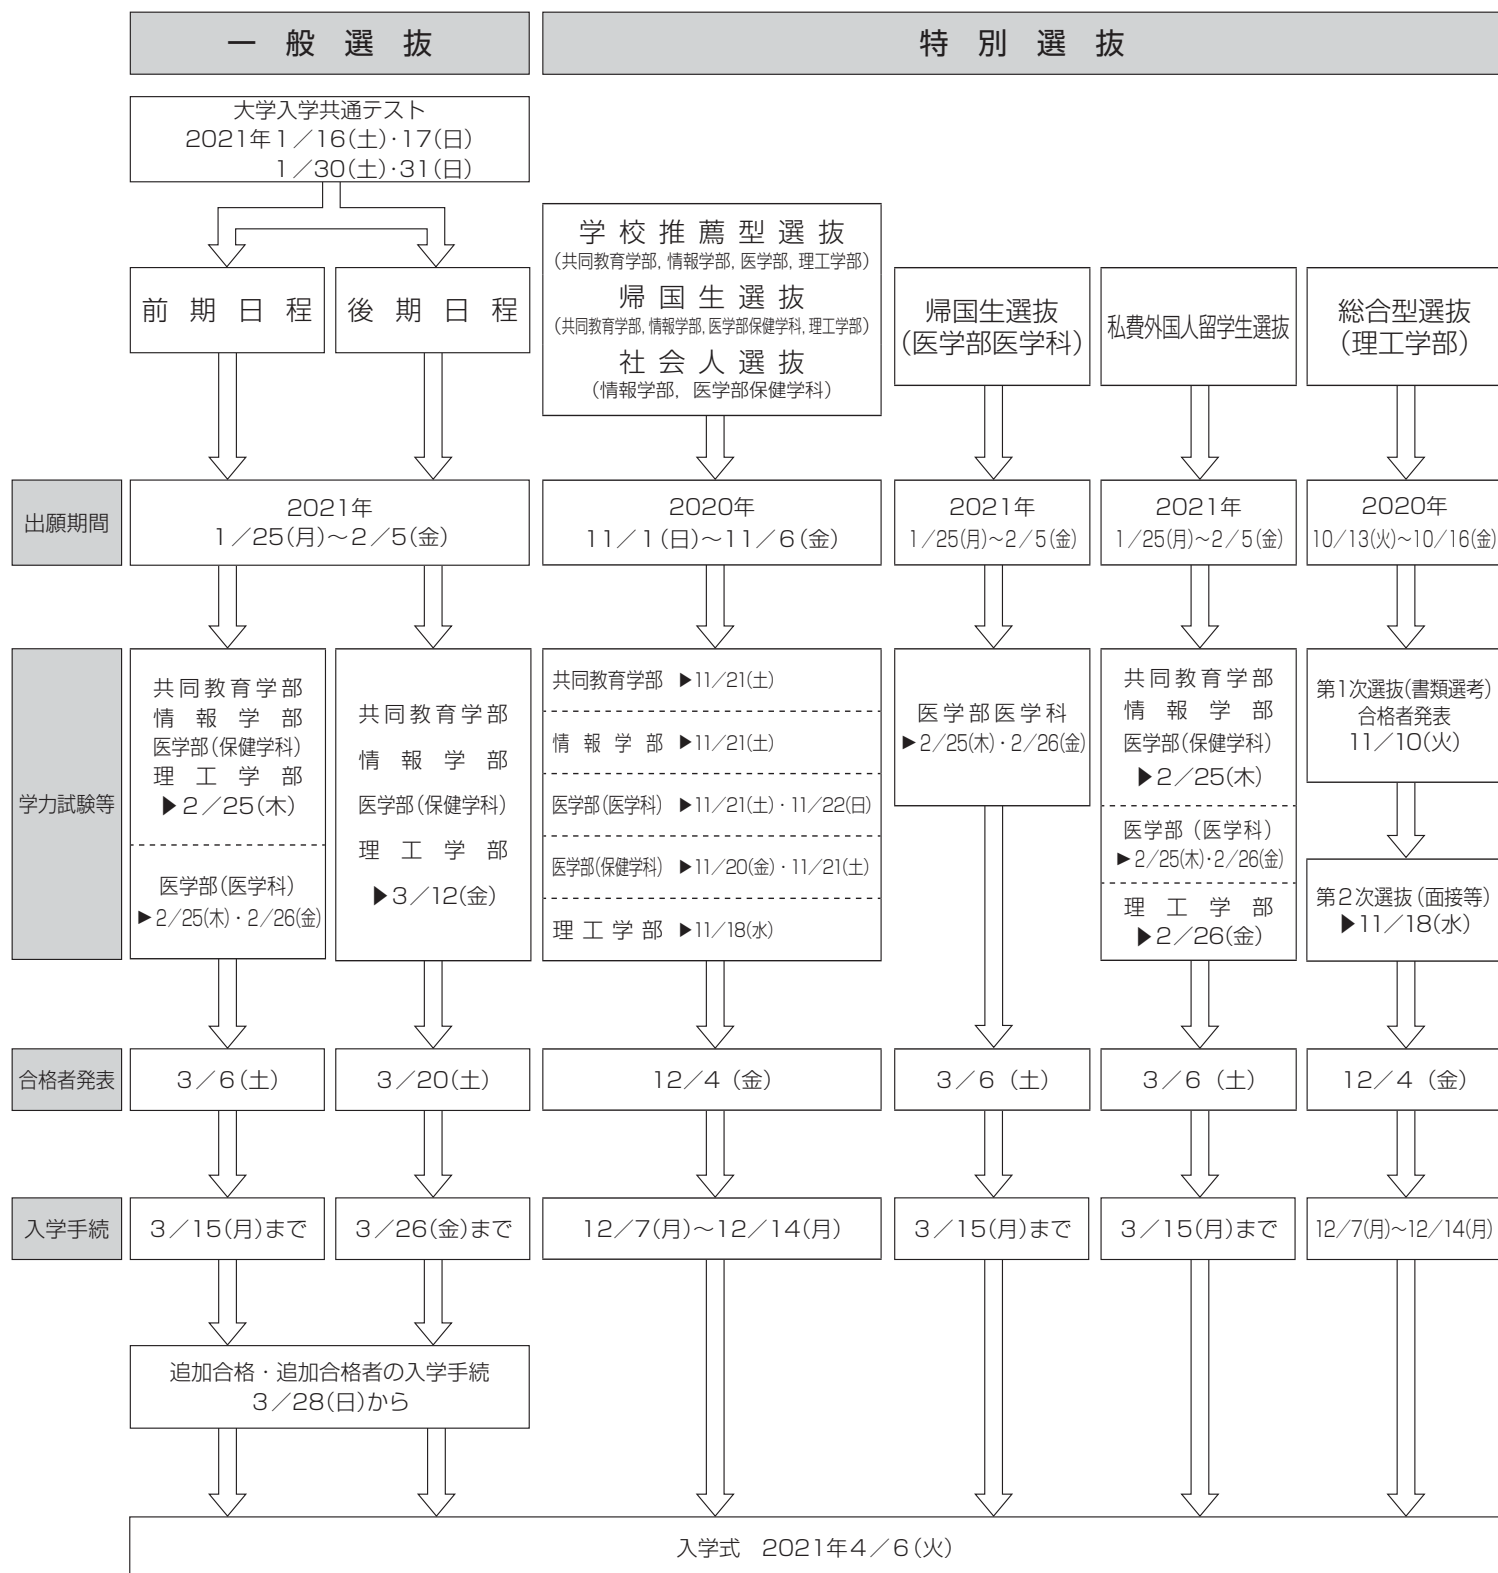 一般選抜
特別選抜
大学入学共通テスト
2021年1／16(土)・17(日)
1／30(土)・31(日)
前期日程
後期日程
学校推薦型選抜
(共同教育学部, 情報学部, 医学部, 理工学部)
帰国生選抜
(共同教育学部, 情報学部, 医学部保健学科, 理工学部)
社会人選抜
(情報学部, 医学部保健学科)
帰国生選抜
(医学部医学科)
私費外国人留学生選抜
総合型選抜
(理工学部)
出願期間
2021年
1／25(月)～2／5(金)
2020年
11／1(日)～11／6(金)
2021年
1／25(月)～2／5(金)
2021年
1／25(月)～2／5(金)
2020年
10／13(火)～10／16(金)
学力試験等
共同教育学部
情報学部
医学部(保健学科)
理工学部
▶2／25(木)
医学部(医学科)
▶2／25(木)・2／26(金)
共同教育学部
情報学部
医学部(保健学科)
理工学部
▶3／12(金)
共同教育学部 ▶11／21(土)
情報学部 ▶11／21(土)
医学部(医学科) ▶11／21(土)・11／22(日)
医学部(保健学科) ▶11／20(金)・11／21(土)
理工学部 ▶11／18(水)
医学部医学科
▶2／25(木)・2／26(金)
共同教育学部
情報学部
医学部(保健学科)
▶2／25(木)
医学部(医学科)
▶2／25(木)・2／26(金)
理工学部
▶2／26(金)
第1次選抜(書類選考)
合格者発表
11／10(火)
第2次選抜(面接等)
▶11／18(水)
合格者発表
3／6(土)
3／20(土)
12／4(金)
3／6(土)
3／6(土)
12／4(金)
入学手続
3／15(月)まで
3／26(金)まで
12／7(月)～12／14(月)
3／15(月)まで
3／15(月)まで
12／7(月)～12／14(月)
追加合格・追加合格者の入学手続
3／28(日)から
入学式 2021年4／6(火)